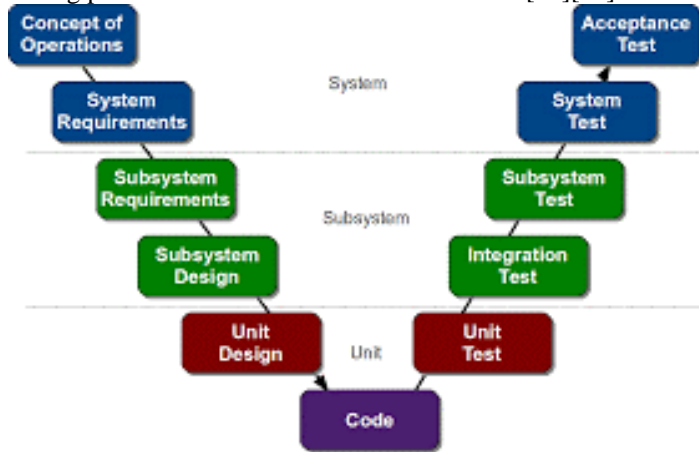 Concept of
Operations
Acceptance
Test
System
System
Requirements
System
Test
Subsystem
Requirements
Subsystem
Test
Subsystem
Subsystem
Design
Integration
Test
Unit
Design
Unit
Unit
Test
Code